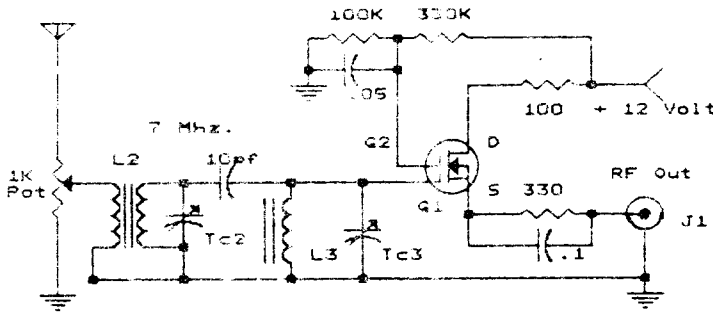 100K 330K
.05
100 + 12 Volt
7 Mhz.
G2 D
L2 10pf
1K
Pot
S 330 RF Out
G1
J1
Tc2 L3 Tc3 .1